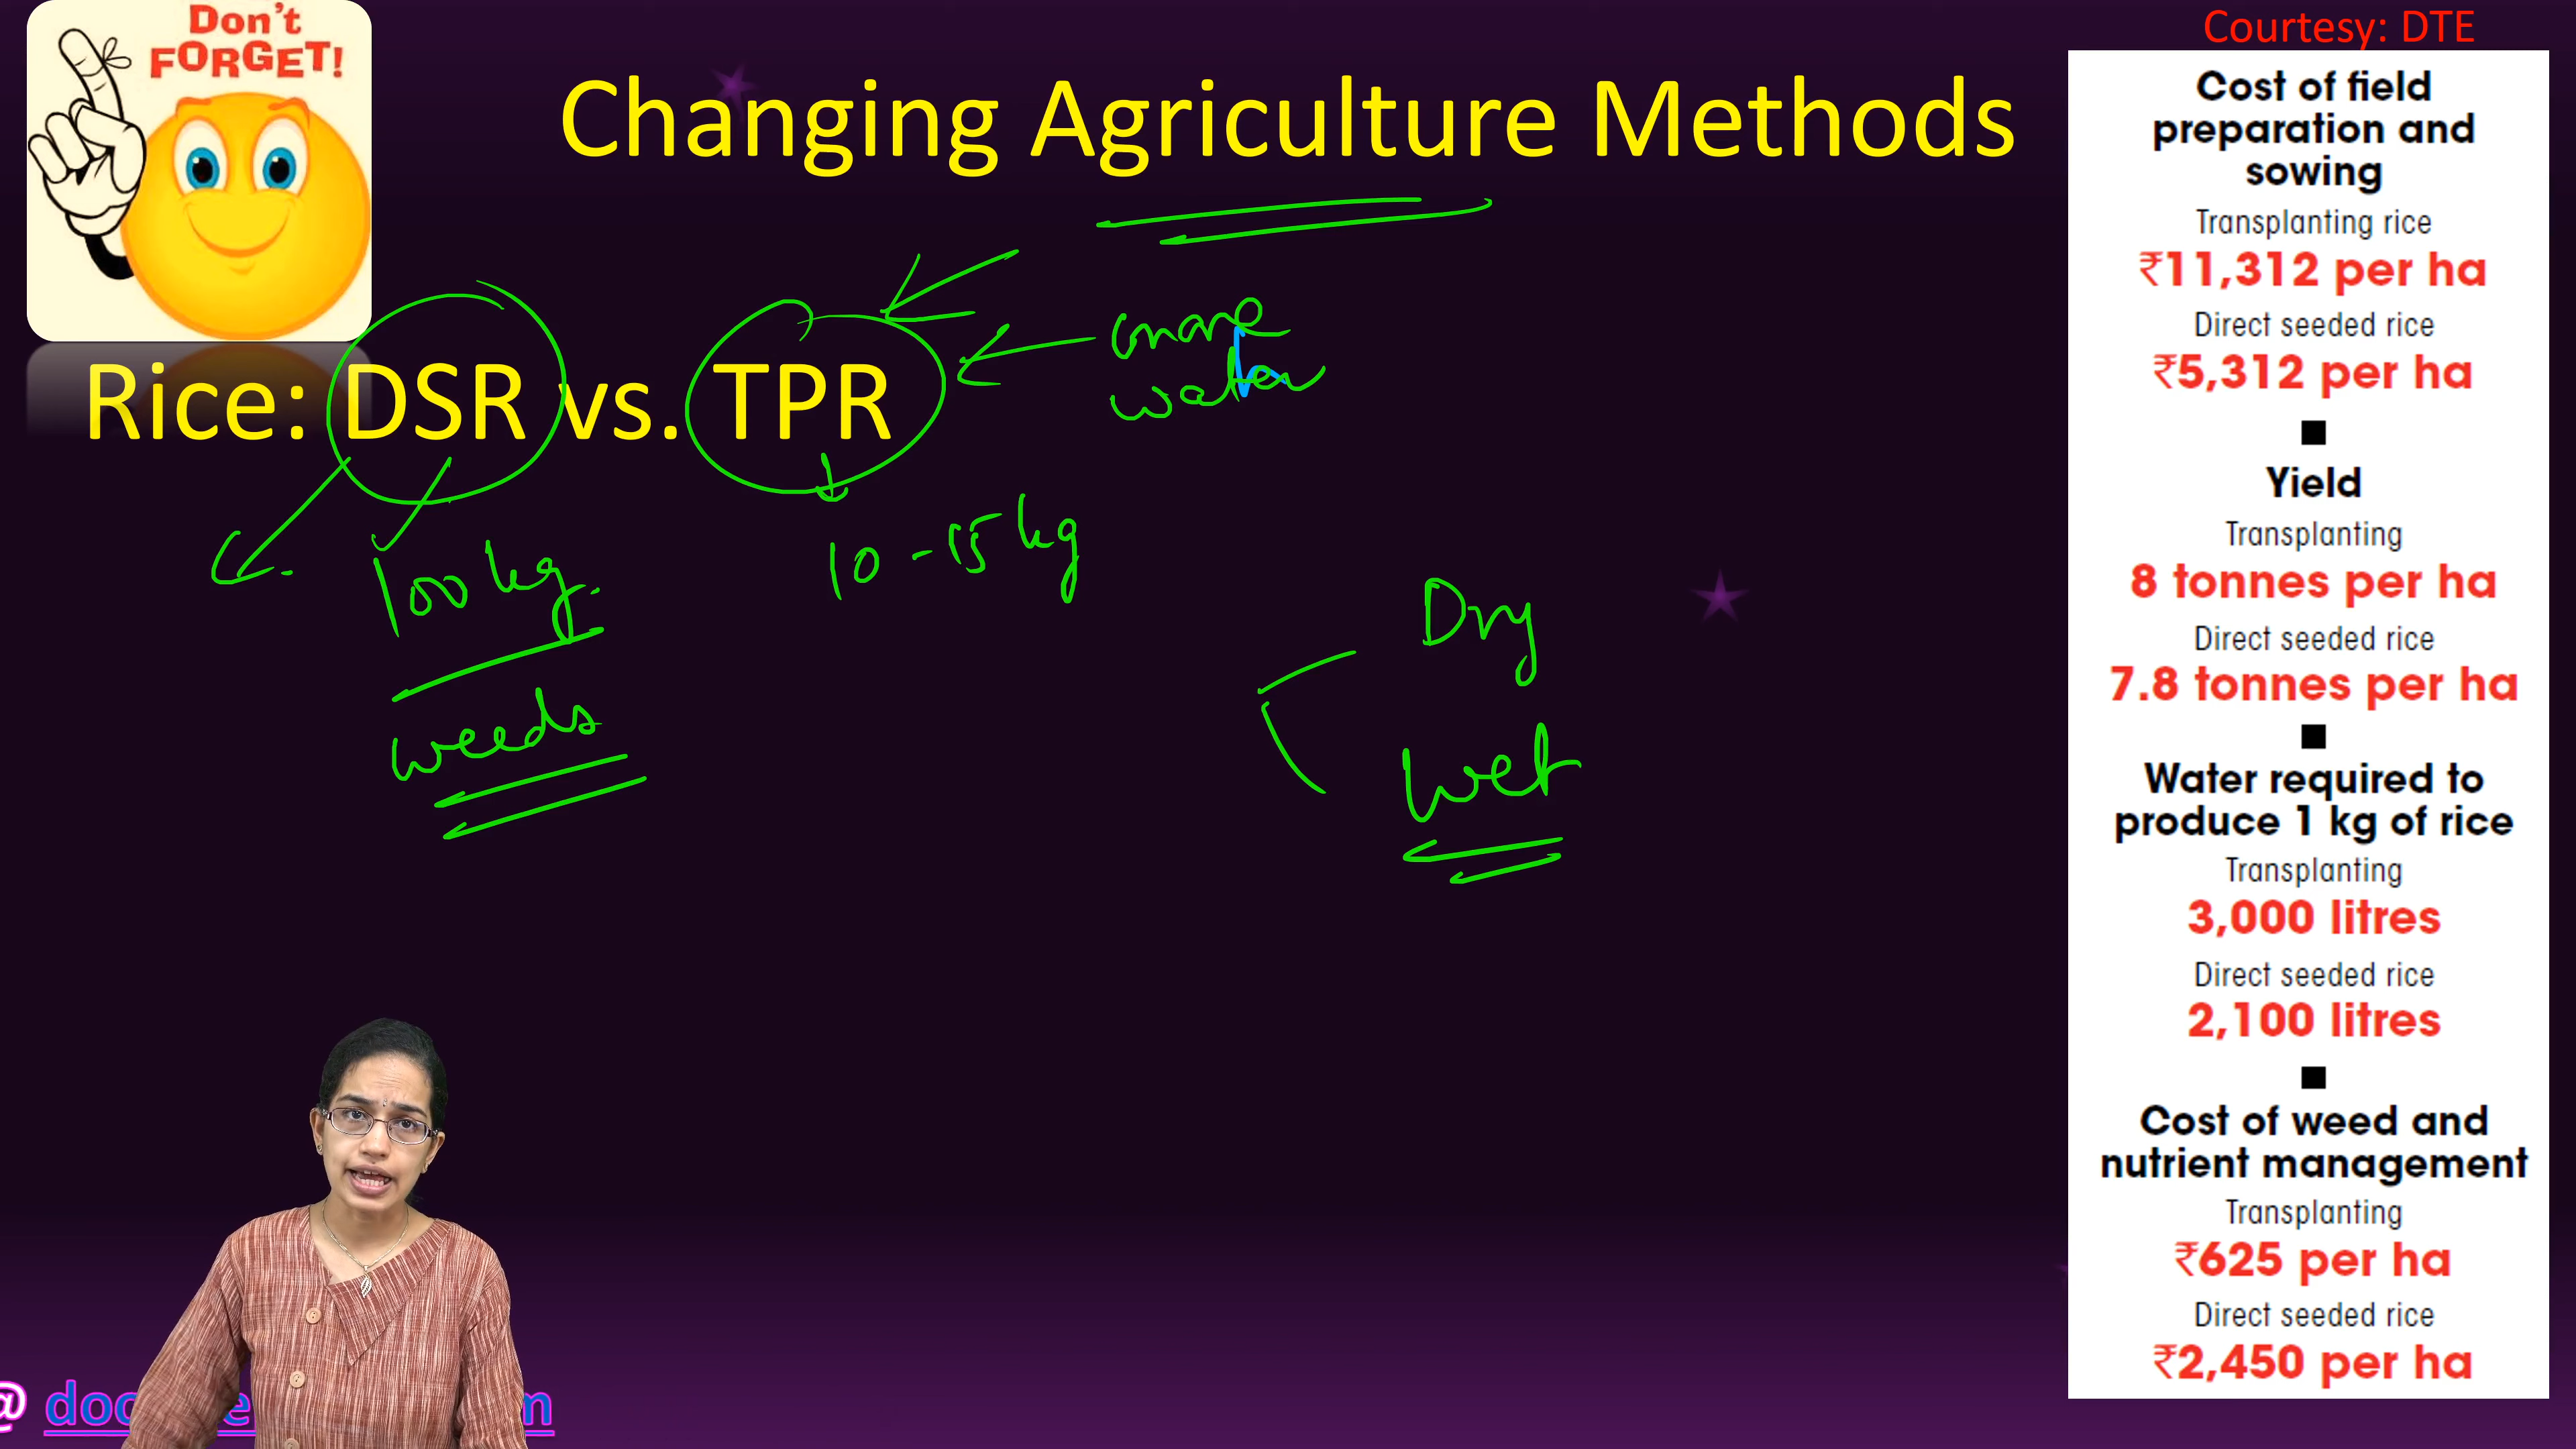 Don't
FORGET!
Changing Agriculture Methods
Courtesy: DTE
Rice: DSR vs. TPR
more
water
100 kg.
weeds
10-15 kg
Dry
Wet
Cost of field
preparation and
sowing
Transplanting rice
₹11,312 per ha
Direct seeded rice
₹5,312 per ha
Yield
Transplanting
8 tonnes per ha
Direct seeded rice
7.8 tonnes per ha
Water required to
produce 1 kg of rice
Transplanting
3,000 litres
Direct seeded rice
2,100 litres
Cost of weed and
nutrient management
Transplanting
₹625 per ha
Direct seeded rice
₹2,450 per ha
@